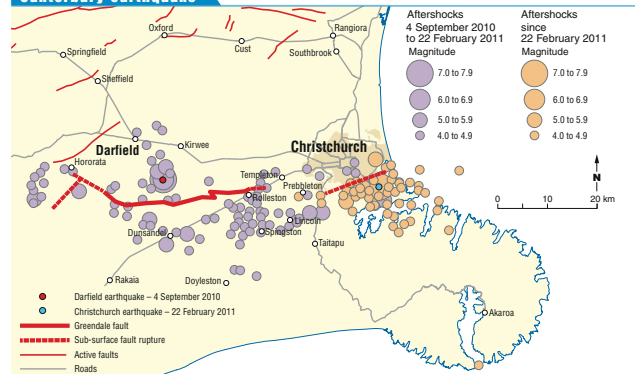 Canterbury earthquake
Aftershocks
4 September 2010
to 22 February 2011
Magnitude
7.0 to 7.9
6.0 to 6.9
5.0 to 5.9
4.0 to 4.9
Aftershocks
since
22 February 2011
Magnitude
7.0 to 7.9
6.0 to 6.9
5.0 to 5.9
4.0 to 4.9
Oxford
Rangiora
Cust
Springfield
Southbrook
Sheffield
Darfield
Kirwee
Christchurch
Hororata
Templeton
Prebbleton
Rolleston
N
0 10 20 km
Lincoln
Dunsandel
Spingston
Taitapu
Rakaia
Doyleston
Akaroa
Darfield earthquake – 4 September 2010
Christchurch earthquake – 22 February 2011
Greendale fault
Sub-surface fault rupture
Active faults
Roads